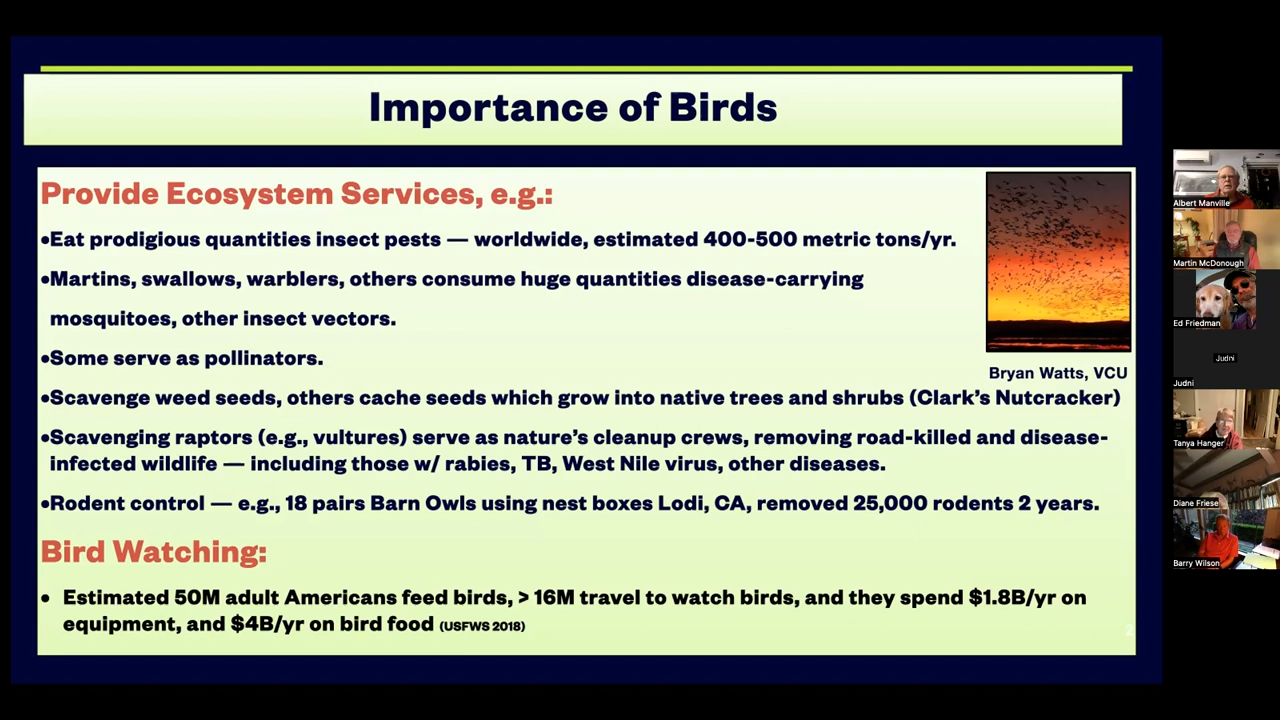 Importance of Birds
Provide Ecosystem Services, e.g.:
•Eat prodigious quantities insect pests — worldwide, estimated 400-500 metric tons/yr.
•Martins, swallows, warblers, others consume huge quantities disease-carrying
mosquitoes, other insect vectors.
•Some serve as pollinators.
Bryan Watts, VCU
•Scavenge weed seeds, others cache seeds which grow into native trees and shrubs (Clark’s Nutcracker)
•Scavenging raptors (e.g., vultures) serve as nature’s cleanup crews, removing road-killed and disease-
infected wildlife — including those w/ rabies, TB, West Nile virus, other diseases.
•Rodent control — e.g., 18 pairs Barn Owls using nest boxes Lodi, CA, removed 25,000 rodents 2 years.
Bird Watching:
• Estimated 50M adult Americans feed birds, > 16M travel to watch birds, and they spend $1.8B/yr on
equipment, and $4B/yr on bird food (USFWS 2018)
2
Albert Manville
Martin McDonough
Ed Friedman
Judni
Judni
Tanya Hanger
Diane Friese
Barry Wilson